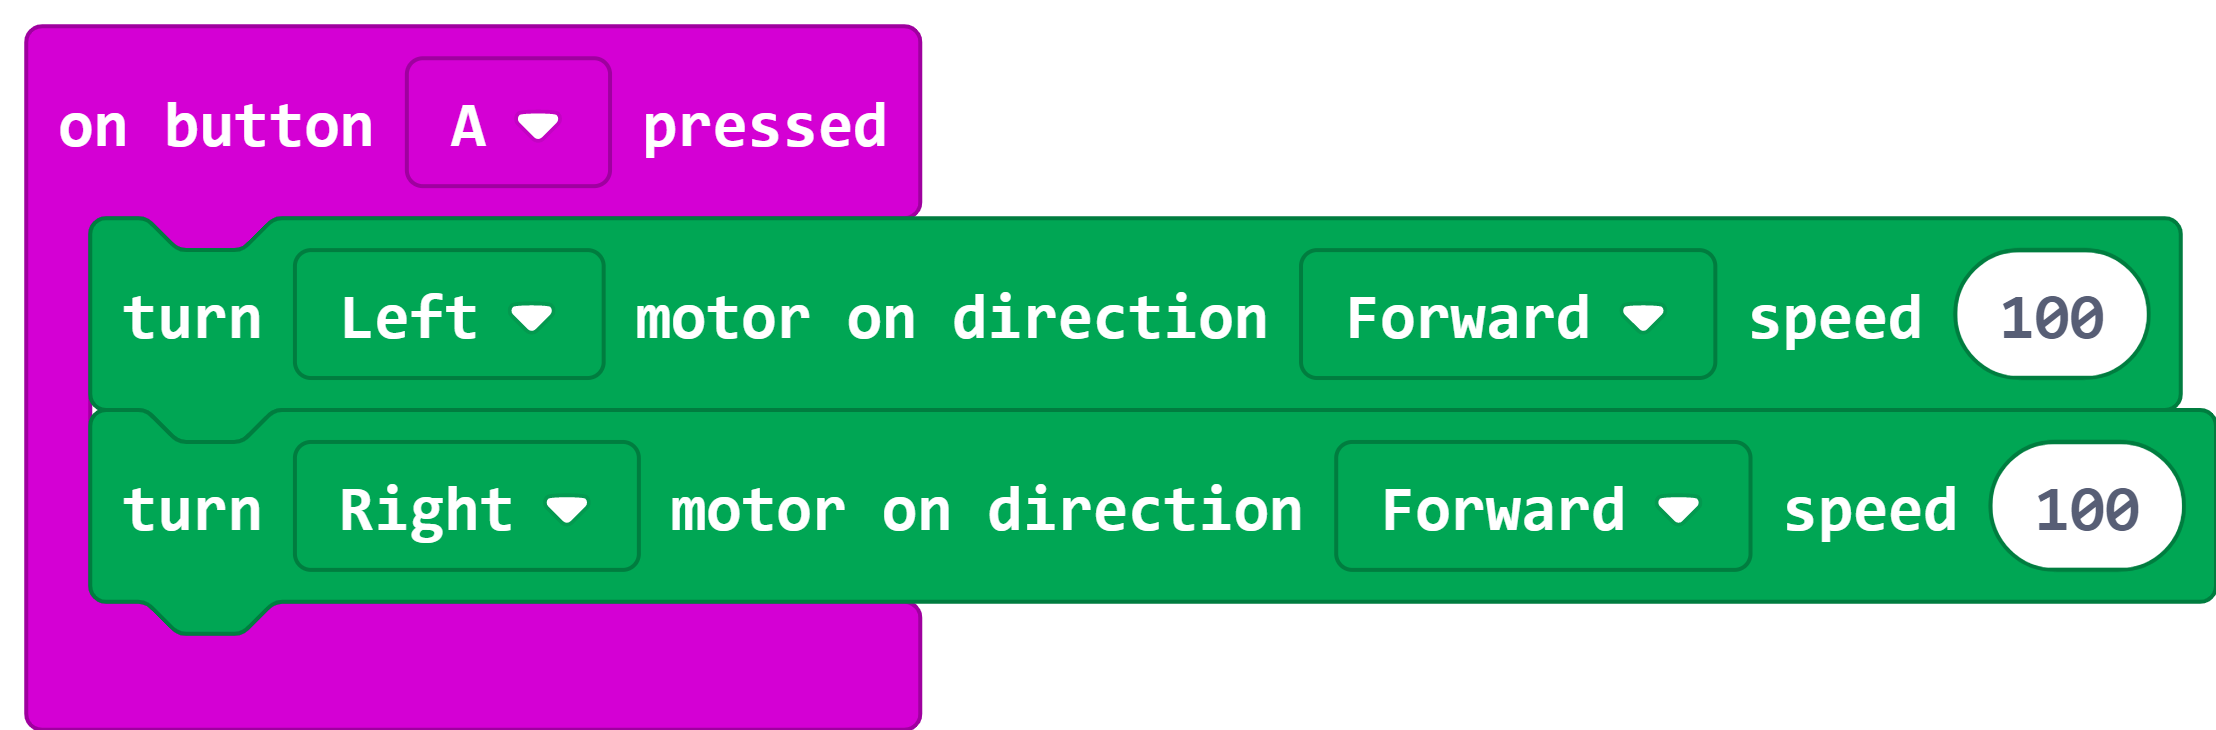 on button A pressed
turn Left motor on direction Forward speed 100
turn Right motor on direction Forward speed 100